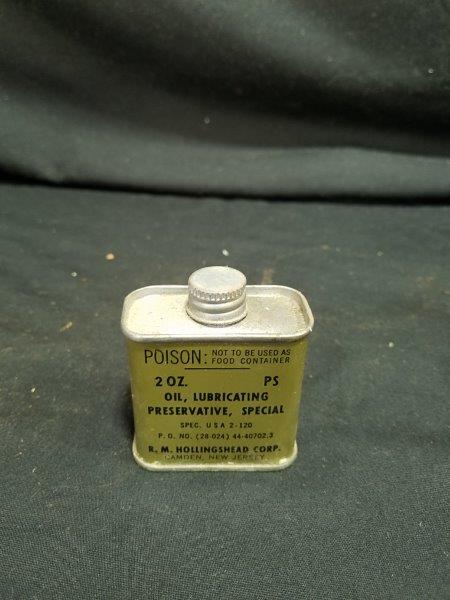 POISON: NOT TO BE USED AS
FOOD CONTAINER
2 OZ. PS
OIL, LUBRICATING
PRESERVATIVE, SPECIAL
SPEC. U S A 2-120
P. O. NO. (28-024) 44-40702.3
R. M. HOLLINGSHEAD CORP.
CAMDEN, NEW JERSEY